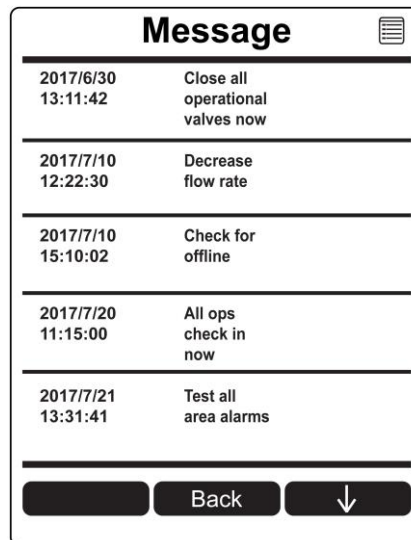 Message
2017/6/30 Close all
13:11:42 operational
valves now
2017/7/10 Decrease
12:22:30 flow rate
2017/7/10 Check for
15:10:02 offline
2017/7/20 All ops
11:15:00 check in
now
2017/7/21 Test all
13:31:41 area alarms
Back